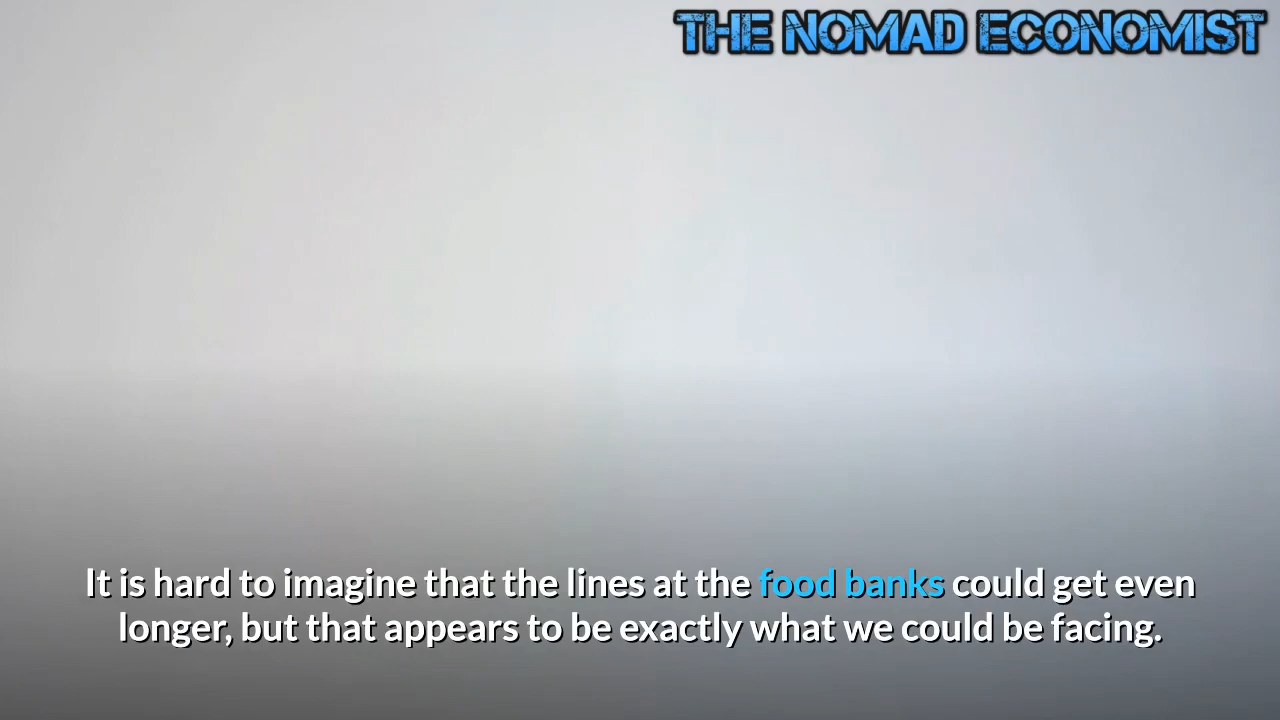 THE NOMAD ECONOMIST
It is hard to imagine that the lines at the food banks could get even
longer, but that appears to be exactly what we could be facing.